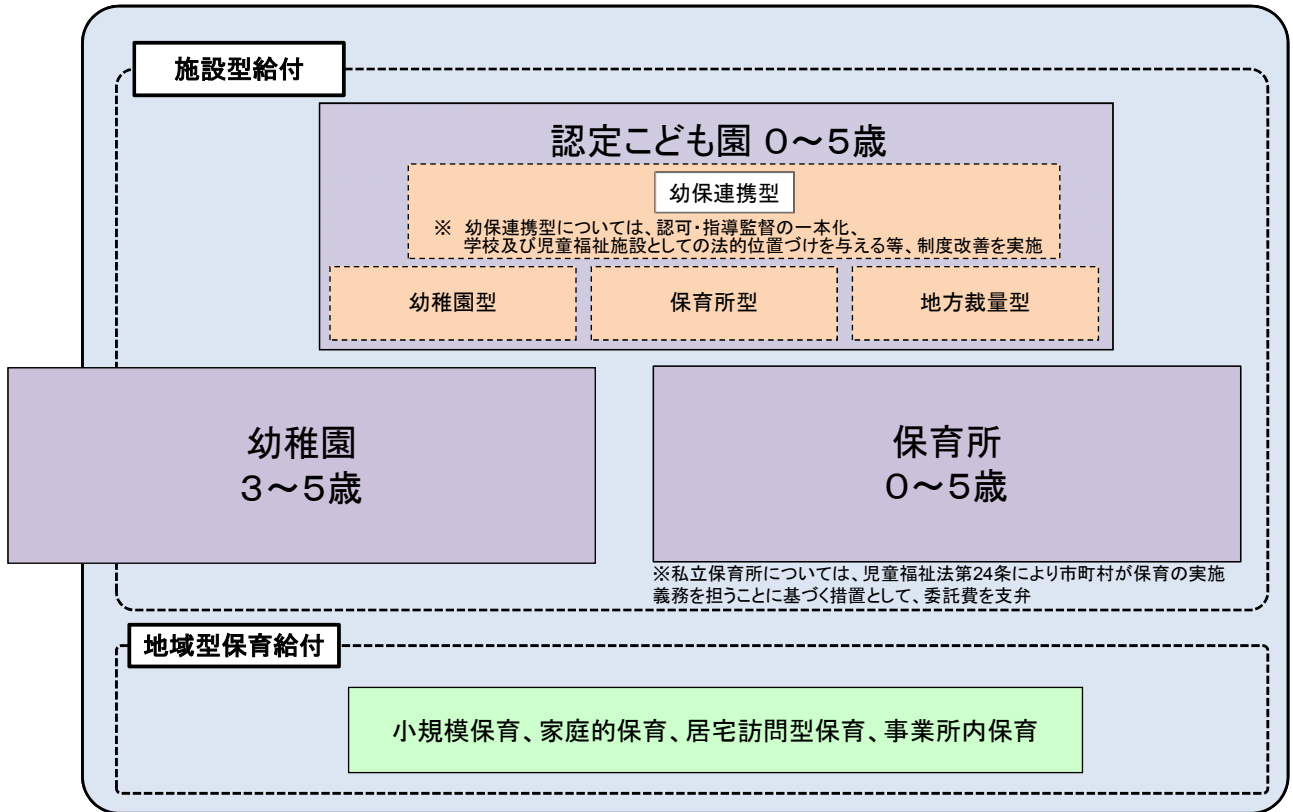 施設型給付
認定こども園 0～5歳
幼保連携型
※ 幼保連携型については、認可・指導監督の一本化、
学校及び児童福祉施設としての法的位置づけを与える等、制度改善を実施
幼稚園型
保育所型
地方裁量型
幼稚園
3～5歳
保育所
0～5歳
※私立保育所については、児童福祉法第24条により市町村が保育の実施
義務を担うことに基づく措置として、委託費を支弁
地域型保育給付
小規模保育、家庭的保育、居宅訪問型保育、事業所内保育